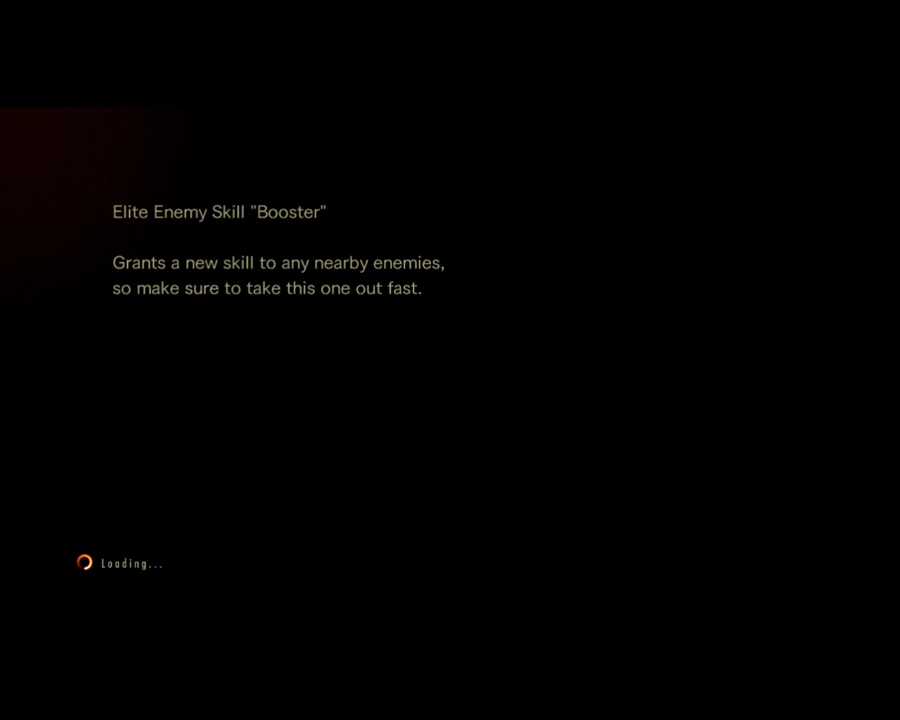 Elite Enemy Skill "Booster"
Grants a new skill to any nearby enemies,
so make sure to take this one out fast.
Loading...